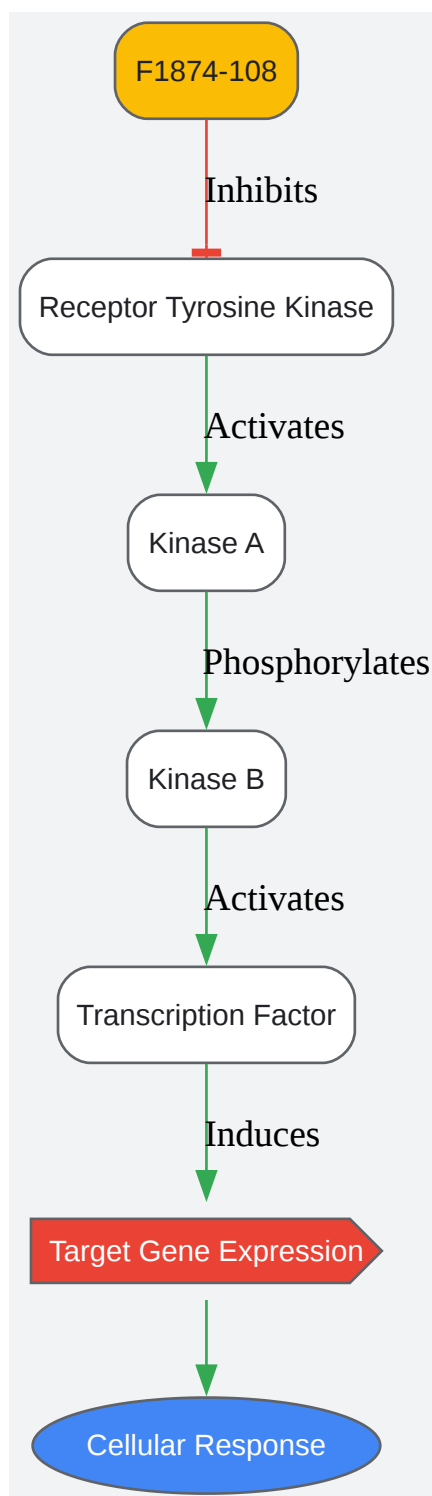 F1874-108
Inhibits
Receptor Tyrosine Kinase
Activates
Kinase A
Phosphorylates
Kinase B
Activates
Transcription Factor
Induces
Target Gene Expression
Cellular Response